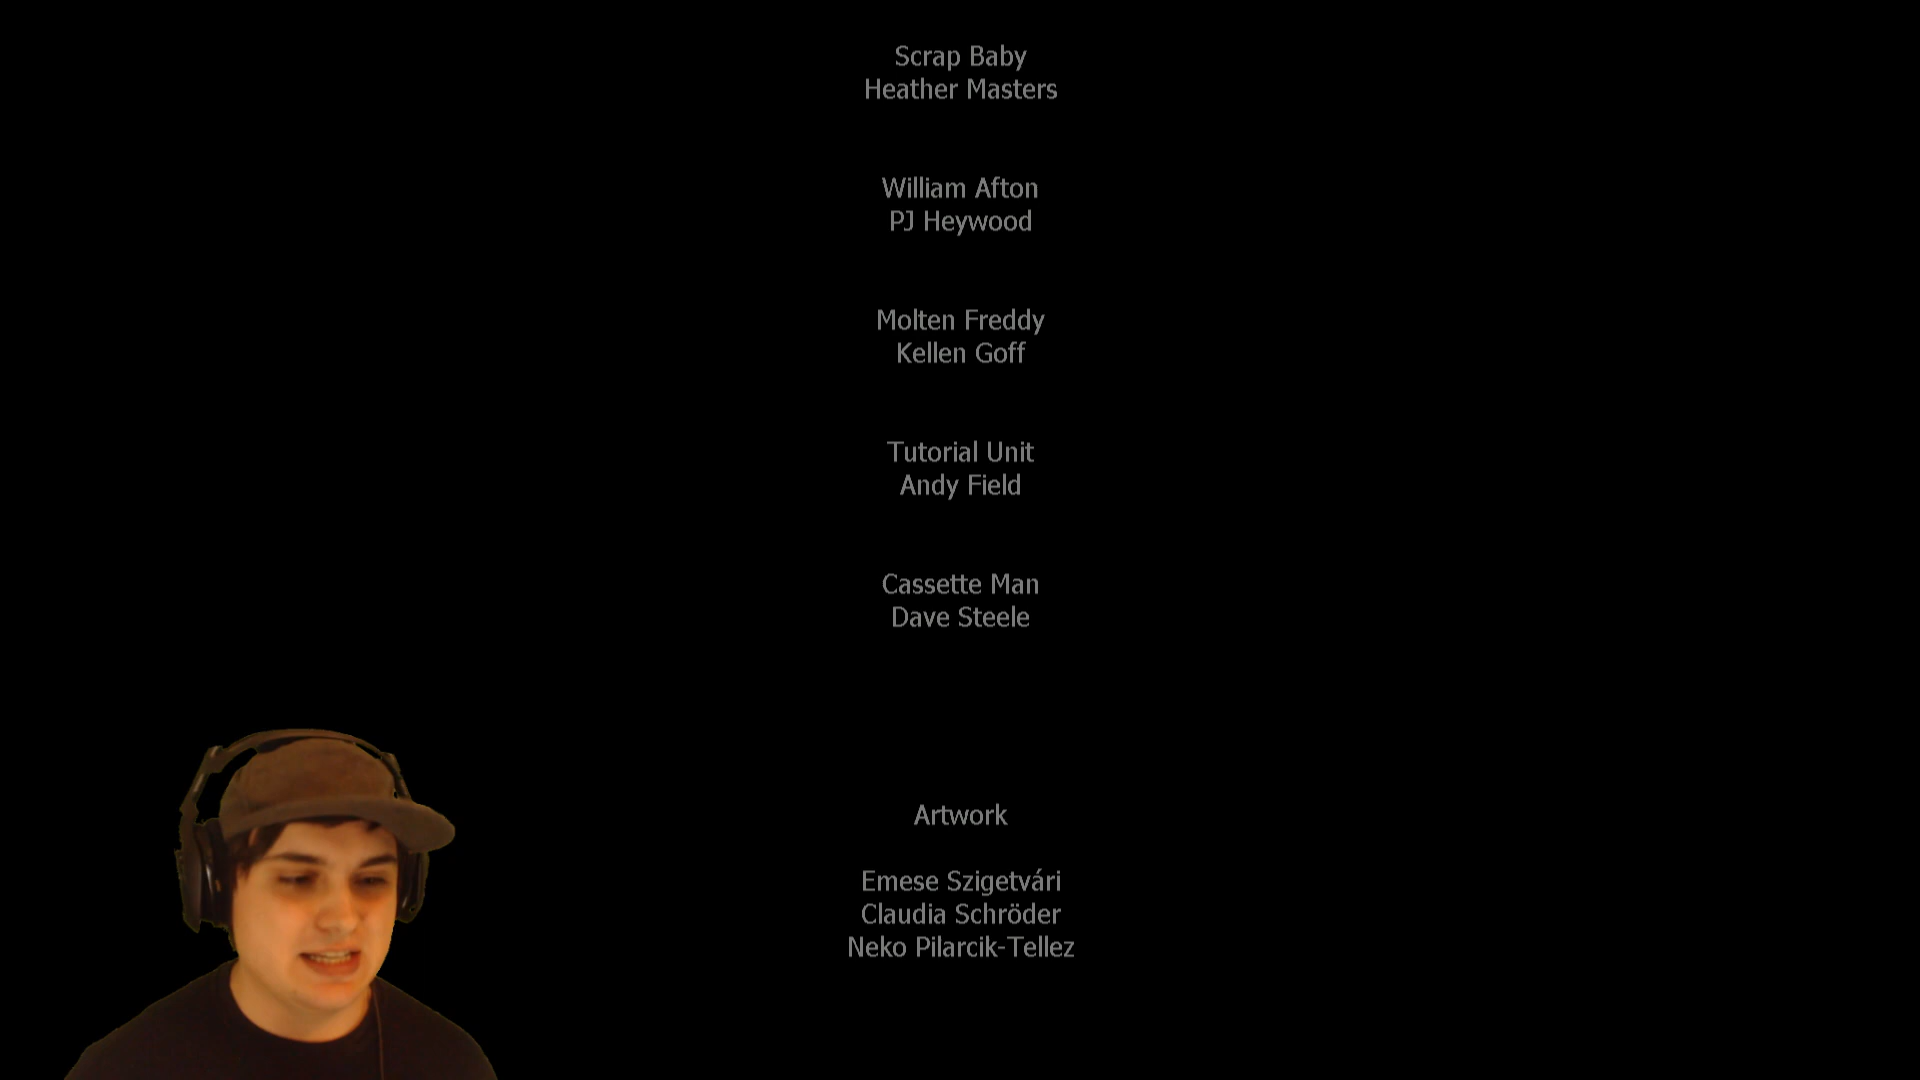 Scrap Baby
Heather Masters
William Afton
PJ Heywood
Molten Freddy
Kellen Goff
Tutorial Unit
Andy Field
Cassette Man
Dave Steele
Artwork
Emese Szigetvári
Claudia Schröder
Neko Pilarcik-Tellez